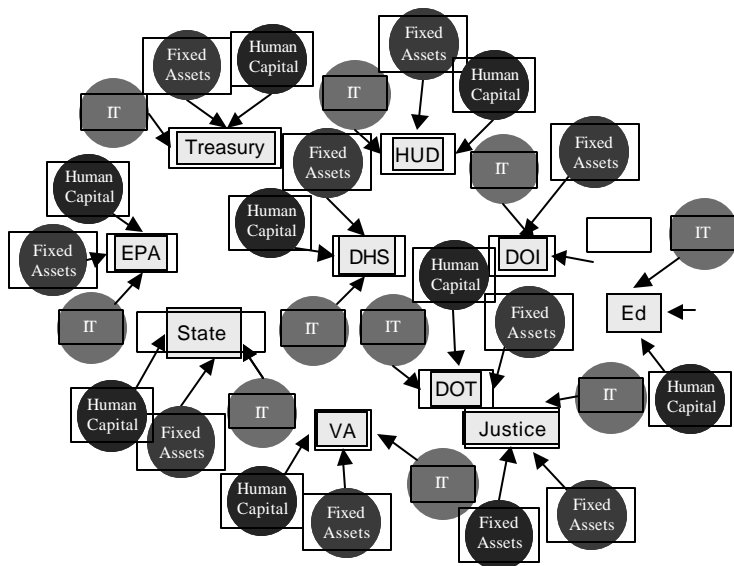 Fixed
Assets
Human
Capital
Fixed
Assets
Human
Capital
IT
IT
Treasury
HUD
Fixed
Assets
IT
Fixed
Assets
Human
Capital
Human
Capital
IT
EPA
Fixed
Assets
DHS
Human
Capital
DOI
IT
State
IT
IT
Fixed
Assets
Ed
DOT
Human
Capital
Fixed
Assets
IT
VA
Justice
IT
Human
Capital
Human
Capital
Fixed
Assets
IT
Fixed
Assets
Fixed
Assets